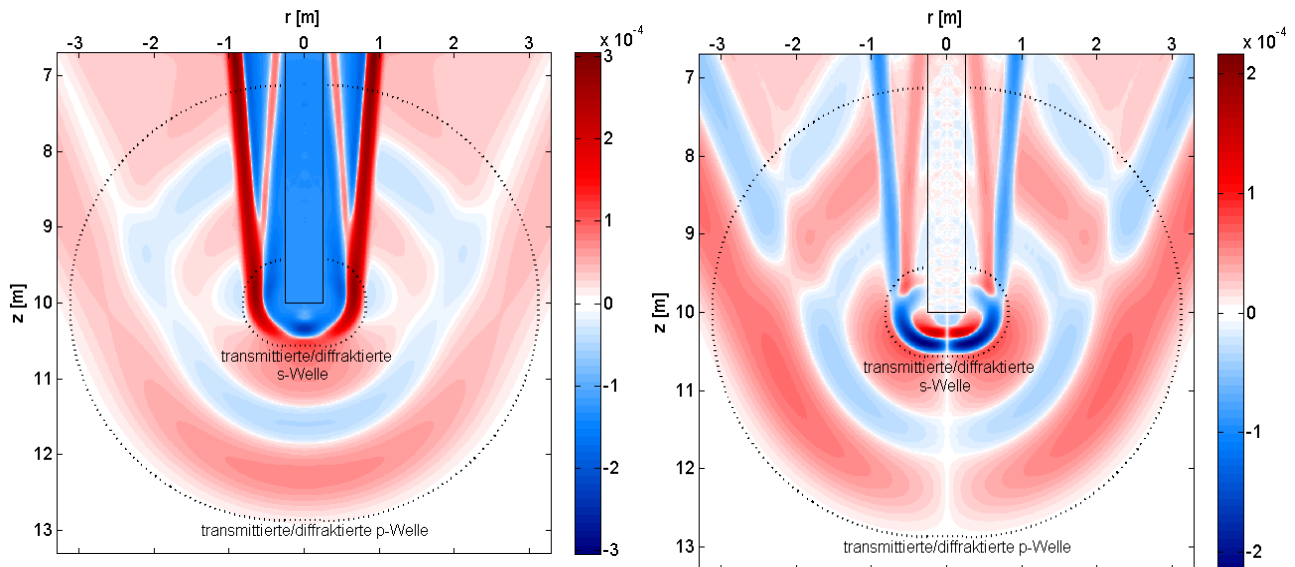 r [m]
-3 -2 -1 0 1 2 3
x 10^-4
z [m]
7
8
9
10
11
12
13
3
2
1
0
-1
-2
-3
transmittierte/diffraktierte
s-Welle
transmittierte/diffraktierte p-Welle
r [m]
-3 -2 -1 0 1 2 3
x 10^-4
z [m]
7
8
9
10
11
12
13
2
1
0
-1
-2
transmittierte/diffraktierte
s-Welle
transmittierte/diffraktierte p-Welle